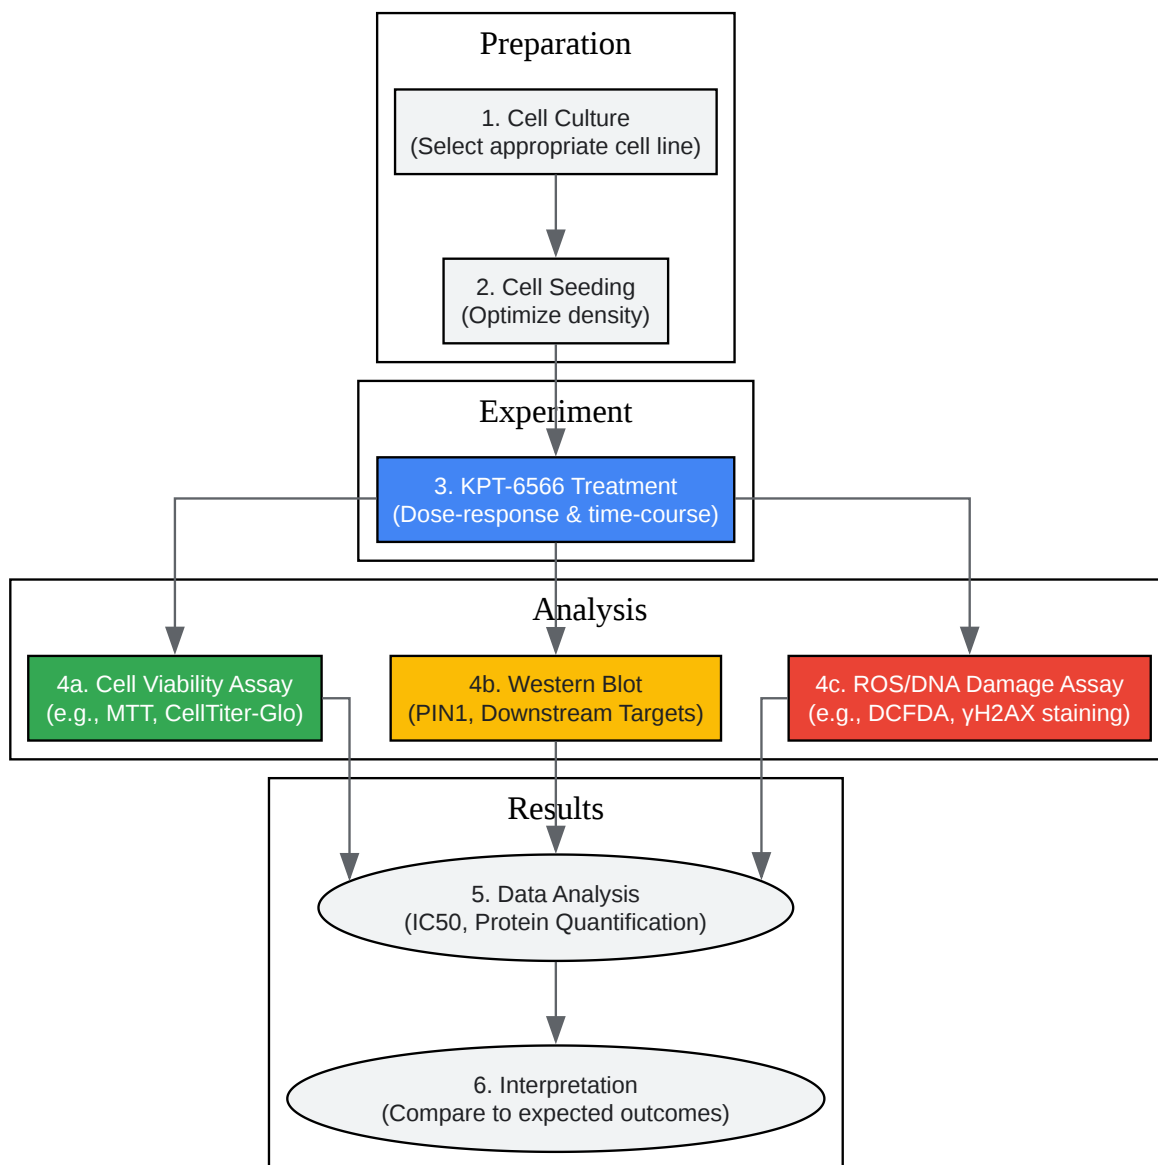 Preparation
1. Cell Culture
(Select appropriate cell line)
2. Cell Seeding
(Optimize density)
Experiment
3. KPT-6566 Treatment
(Dose-response & time-course)
Analysis
4a. Cell Viability Assay
(e.g., MTT, CellTiter-Glo)
4b. Western Blot
(PIN1, Downstream Targets)
4c. ROS/DNA Damage Assay
(e.g., DCFDA, γH2AX staining)
Results
5. Data Analysis
(IC50, Protein Quantification)
6. Interpretation
(Compare to expected outcomes)